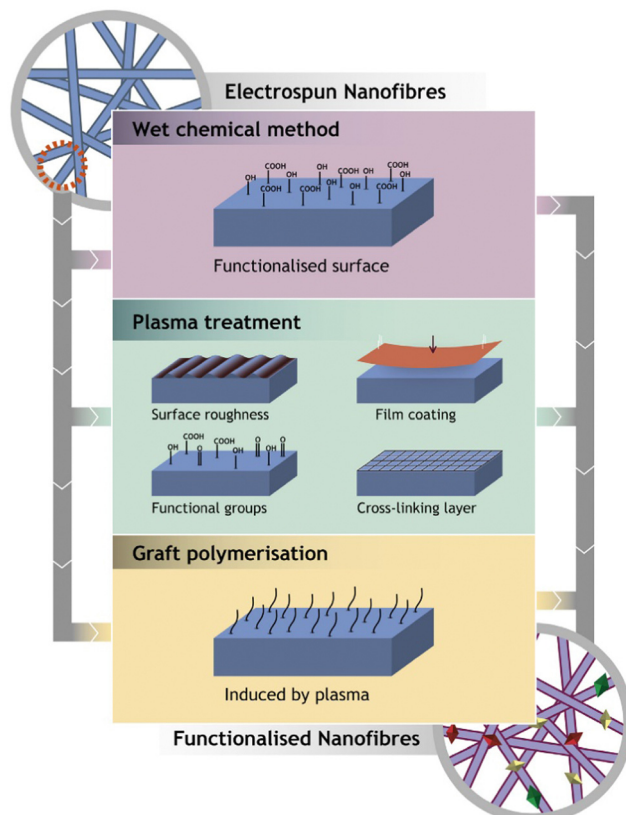 Electrospun Nanofibres
Wet chemical method
COOH OH COOH OH COOH
OH COOH OH COOH OH OH COOH
Functionalised surface
Plasma treatment
Surface roughness
Film coating
COOH COOH O O
OH O OH OH
Functional groups
Cross-linking layer
Graft polymerisation
Induced by plasma
Functionalised Nanofibres